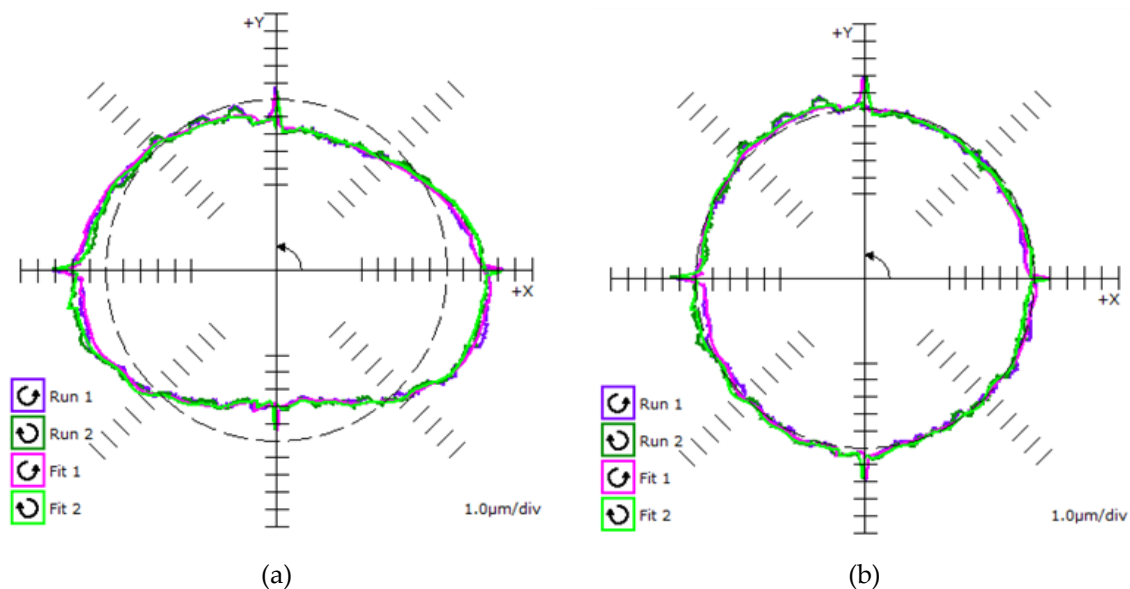 +Y
+X
Run 1
Run 2
Fit 1
Fit 2
1.0µm/div
(a)
+Y
+X
Run 1
Run 2
Fit 1
Fit 2
1.0µm/div
(b)